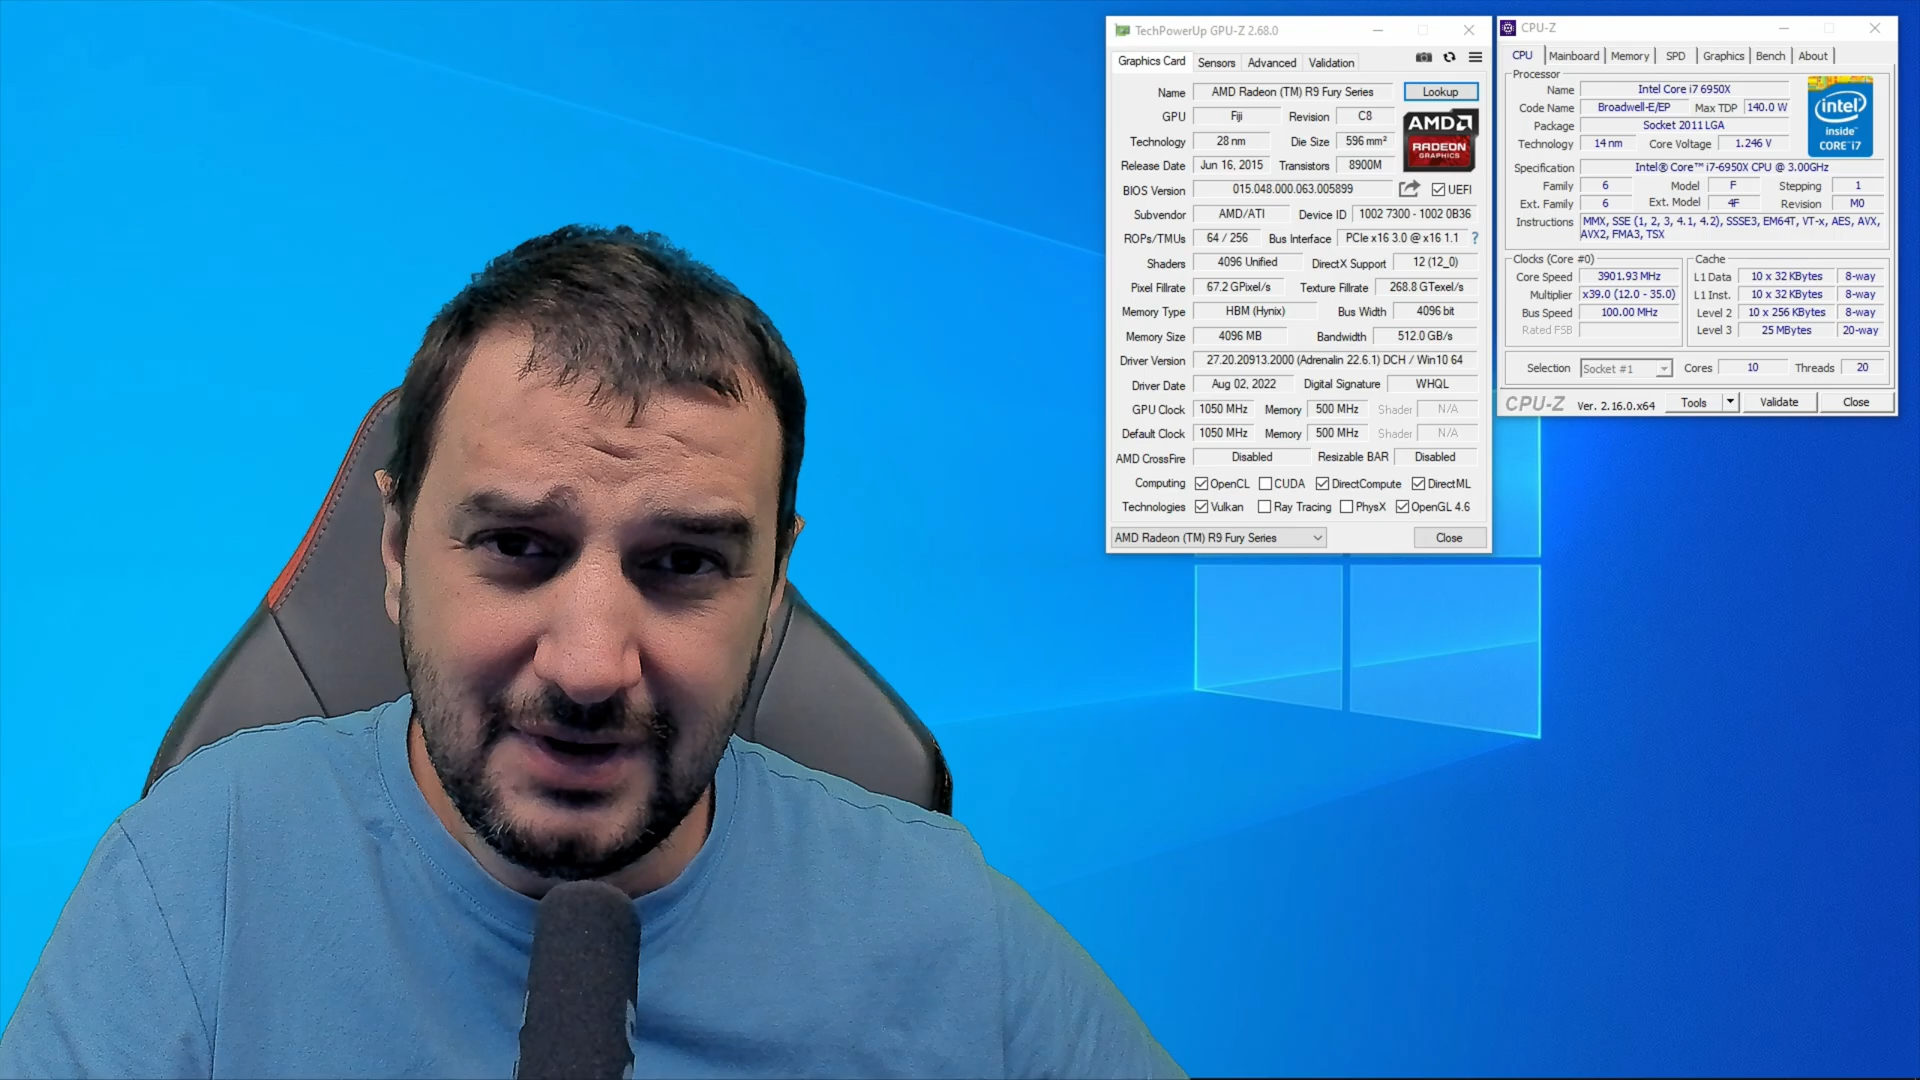 TechPowerUp GPU-Z 2.68.0
Graphics Card Sensors Advanced Validation
Name AMD Radeon (TM) R9 Fury Series Lookup
GPU Fiji Revision C8
Technology 28 nm Die Size 596 mm²
Release Date Jun 16, 2015 Transistors 8900M
BIOS Version 015.048.000.063.005899 UEFI
Subvendor AMD/ATI Device ID 1002 7300 - 1002 0B36
ROPs/TMUs 64 / 256 Bus Interface PCIe x16 3.0 @ x16 1.1 ?
Shaders 4096 Unified DirectX Support 12 (12_0)
Pixel Fillrate 67.2 GPixel/s Texture Fillrate 268.8 GTexel/s
Memory Type HBM (Hynix) Bus Width 4096 bit
Memory Size 4096 MB Bandwidth 512.0 GB/s
Driver Version 27.20.20913.2000 (Adrenalin 22.6.1) DCH / Win10 64
Driver Date Aug 02, 2022 Digital Signature WHQL
GPU Clock 1050 MHz Memory 500 MHz Shader N/A
Default Clock 1050 MHz Memory 500 MHz Shader N/A
AMD CrossFire Disabled Resizable BAR Disabled
Computing OpenCL CUDA DirectCompute DirectML
Technologies Vulkan Ray Tracing PhysX OpenGL 4.6
AMD Radeon (TM) R9 Fury Series Close
AMD
RADEON
GRAPHICS
CPU-Z
CPU Mainboard Memory SPD Graphics Bench About
Processor
Name Intel Core i7 6950X
Code Name Broadwell-E/EP Max TDP 140.0 W
Package Socket 2011 LGA
Technology 14 nm Core Voltage 1.246 V
intel
inside™
CORE™i7
Specification Intel® Core™ i7-6950X CPU @ 3.00GHz
Family 6 Model F Stepping 1
Ext. Family 6 Ext. Model 4F Revision M0
Instructions MMX, SSE (1, 2, 3, 4.1, 4.2), SSSE3, EM64T, VT-x, AES, AVX,
AVX2, FMA3, TSX
Clocks (Core #0)
Core Speed 3901.93 MHz
Multiplier x39.0 (12.0 - 35.0)
Bus Speed 100.00 MHz
Rated FSB
Cache
L1 Data 10 x 32 KBytes 8-way
L1 Inst. 10 x 32 KBytes 8-way
Level 2 10 x 256 KBytes 8-way
Level 3 25 MBytes 20-way
Selection Socket #1 Cores 10 Threads 20
CPU-Z Ver. 2.16.0.x64 Tools Validate Close